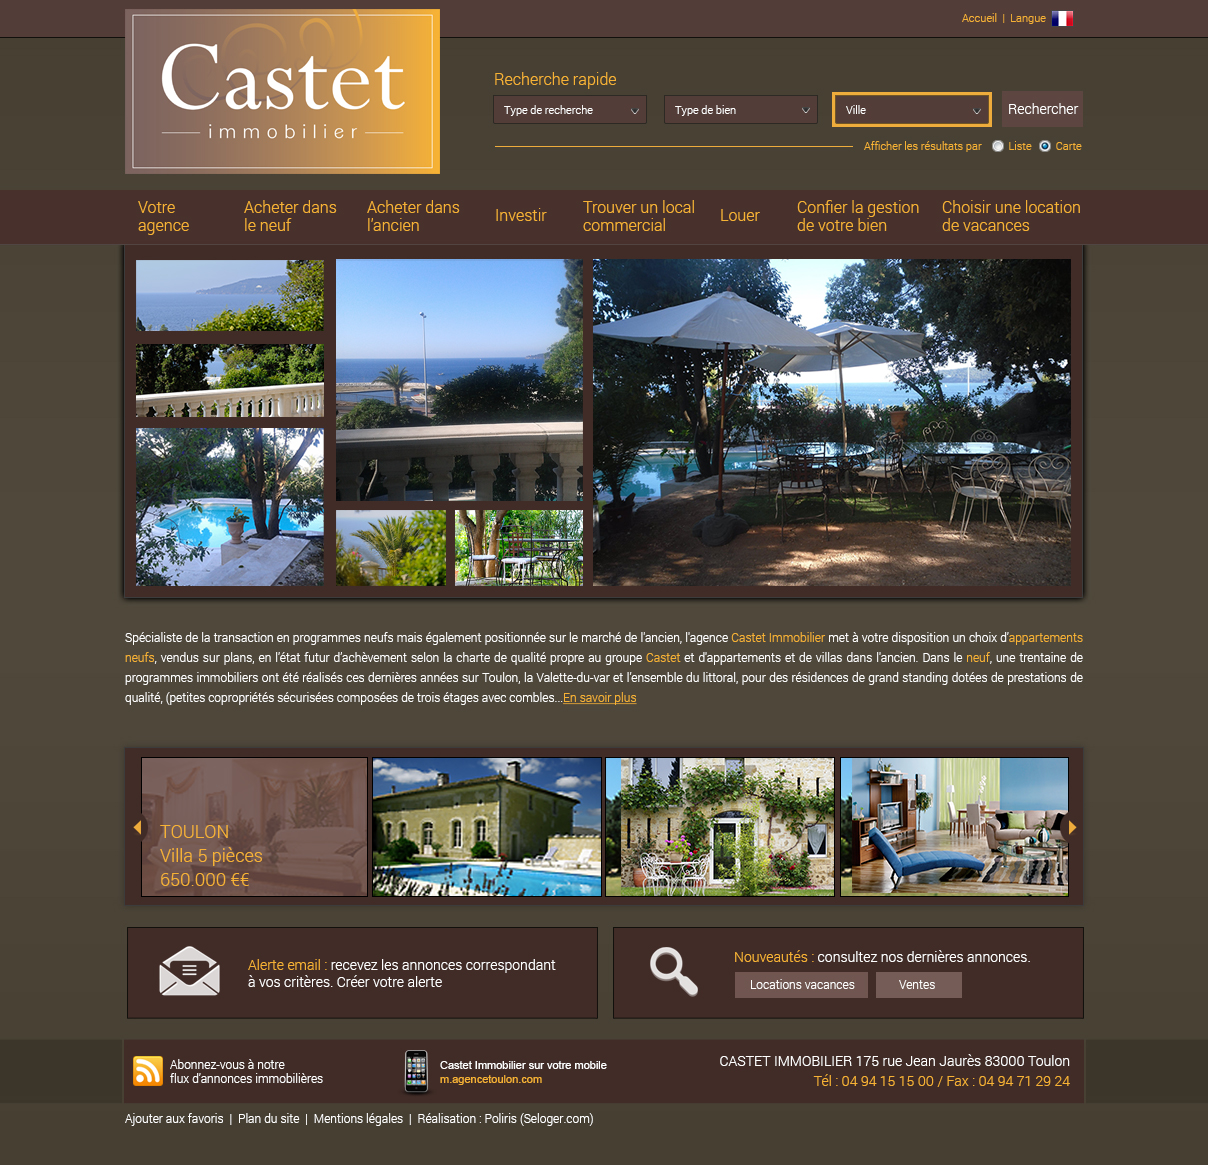 Accueil | Langue
Castet
immobilier
Recherche rapide
Type de recherche
Type de bien
Ville
Rechercher
Afficher les résultats par
Liste
Carte
Votre
agence
Acheter dans
le neuf
Acheter dans
l'ancien
Investir
Trouver un local
commercial
Louer
Confier la gestion
de votre bien
Choisir une location
de vacances
Spécialiste de la transaction en programmes neufs mais également positionnée sur le marché de l'ancien, l'agence Castet Immobilier met à votre disposition un choix d'appartements
neufs, vendus sur plans, en l'état futur d'achèvement selon la charte de qualité propre au groupe Castet et d'appartements et de villas dans l'ancien. Dans le neuf, une trentaine de
programmes immobiliers ont été réalisés ces dernières années sur Toulon, la Valette-du-var et l'ensemble du littoral, pour des résidences de grand standing dotées de prestations de
qualité, (petites copropriétés sécurisées composées de trois étages avec combles...En savoir plus
TOULON
Villa 5 pièces
650.000 €€
Alerte email : recevez les annonces correspondant
à vos critères. Créer votre alerte
Nouveautés : consultez nos dernières annonces.
Locations vacances
Ventes
Abonnez-vous à notre
flux d'annonces immobilières
Castet Immobilier sur votre mobile
m.agencetoulon.com
CASTET IMMOBILIER 175 rue Jean Jaurès 83000 Toulon
Tél : 04 94 15 15 00 / Fax : 04 94 71 29 24
Ajouter aux favoris | Plan du site | Mentions légales | Réalisation : Poliris (Seloger.com)